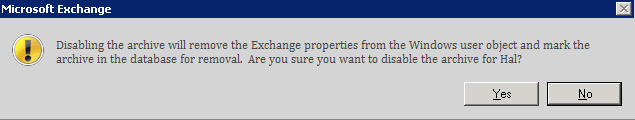 Microsoft Exchange
Disabling the archive will remove the Exchange properties from the Windows user object and mark the
archive in the database for removal.  Are you sure you want to disable the archive for Hal?
Yes
No